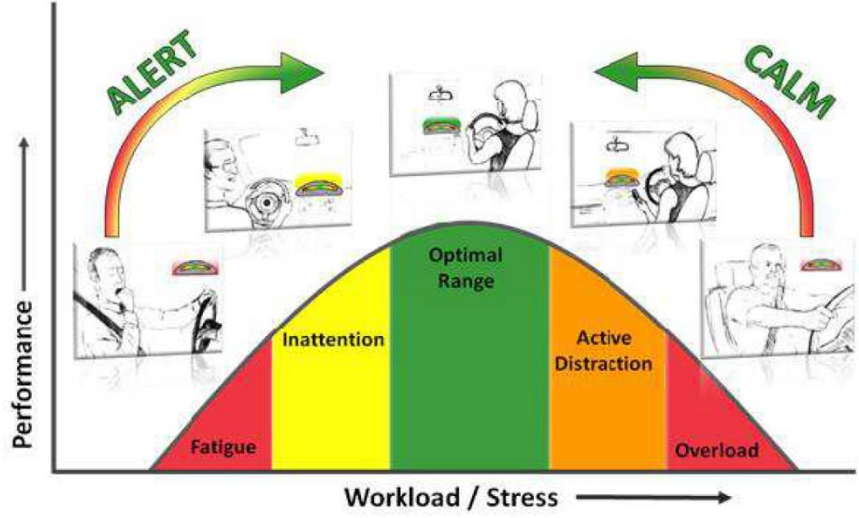 ALERT
CALM
Optimal
Range
Inattention
Active
Distraction
Fatigue
Overload
Performance
Workload / Stress